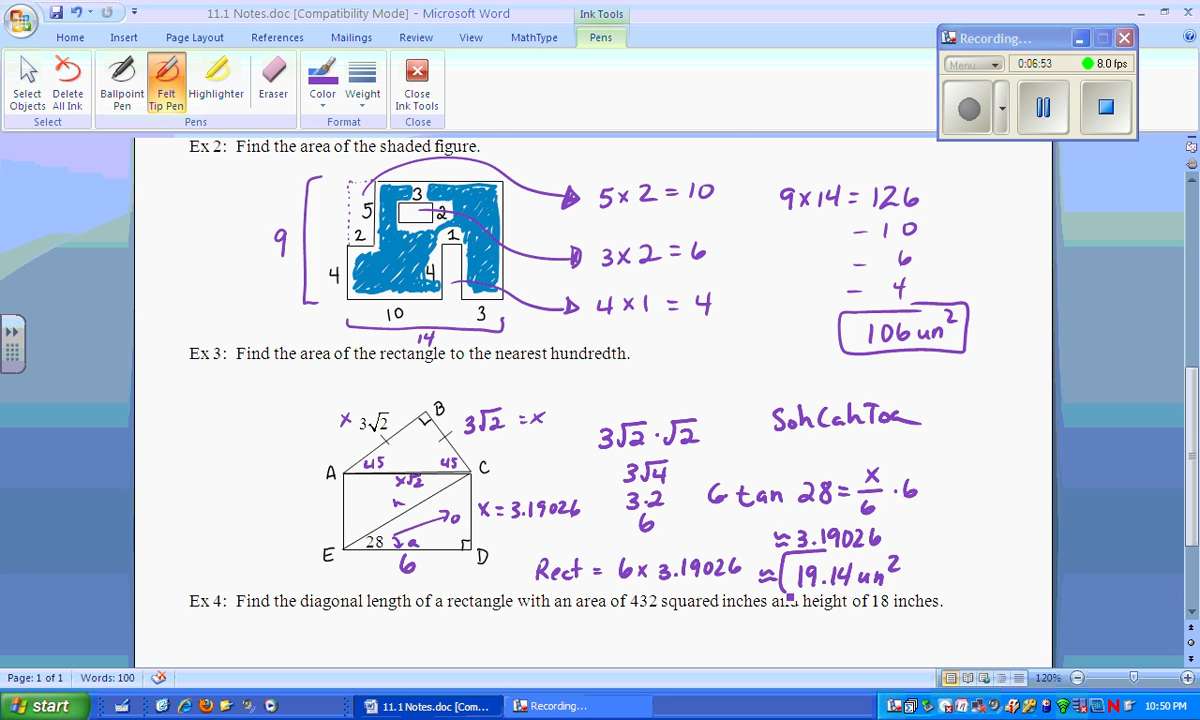 11.1 Notes.doc [Compatibility Mode] - Microsoft Word
Ink Tools
Home Insert Page Layout References Mailings Review View MathType Pens
Select Objects
Delete All Ink
Ballpoint Pen
Felt Tip Pen
Highlighter
Eraser
Color
Weight
Close Ink Tools
Select Pens Format Close
Recording...
Menu 0:06:53 8.0 fps
Ex 2: Find the area of the shaded figure.
9
5
2
4
3
2
1
4
10
3
14
5 x 2 = 10
3 x 2 = 6
4 x 1 = 4
9 x 14 = 126
- 10
- 6
- 4
106 un²
Ex 3: Find the area of the rectangle to the nearest hundredth.
x 3√2
B
3√2 = x
A
45
45
C
x√2
h
x = 3.19026
o
E
28
a
D
6
3√2 · √2
3√4
3·2
6
SohCahToa
6 tan 28 = x/6 · 6
≈ 3.19026
Rect = 6 x 3.19026 ≈ 19.14 un²
Ex 4: Find the diagonal length of a rectangle with an area of 432 squared inches and height of 18 inches.
Page: 1 of 1 Words: 100
120%
start
11.1 Notes.doc [Com...
Recording...
10:50 PM